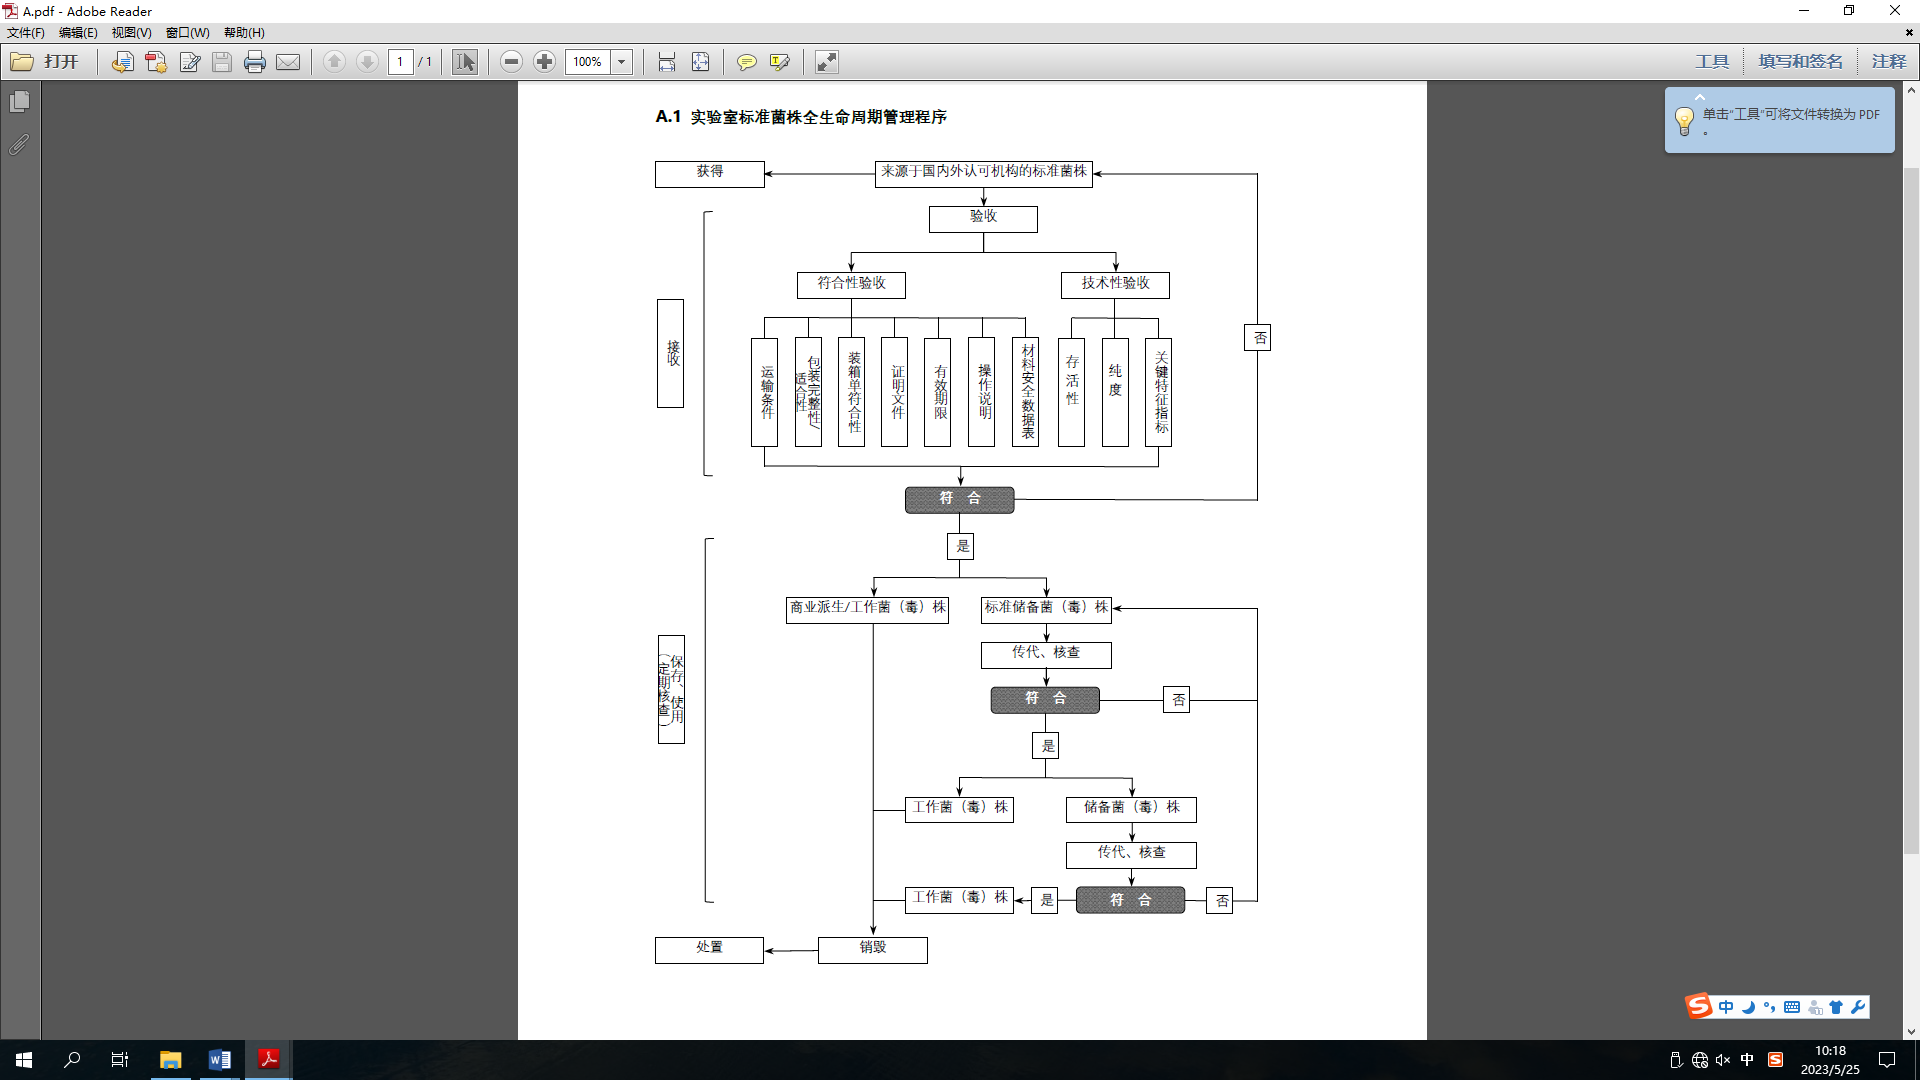 A.pdf - Adobe Reader
文件(F) 编辑(E) 视图(V) 窗口(W) 帮助(H)
打开
1 / 1
100%
工具 填写和签名 注释
单击“工具”可将文件转换为 PDF
。
A.1 实验室标准菌株全生命周期管理程序
获得
来源于国内外认可机构的标准菌株
验收
符合性验收
技术性验收
接收
运输条件
包装完整性/
适合性
装箱单符合性
证明文件
有效期限
操作说明
材料安全数据表
存活性
纯度
关键特征指标
否
符 合
是
商业派生/工作菌（毒）株
标准储备菌（毒）株
传代、核查
保存、使用
（定期核查）
符 合
否
是
工作菌（毒）株
储备菌（毒）株
传代、核查
工作菌（毒）株
是
符 合
否
处置
销毁
中
中
10:18
2023/5/25